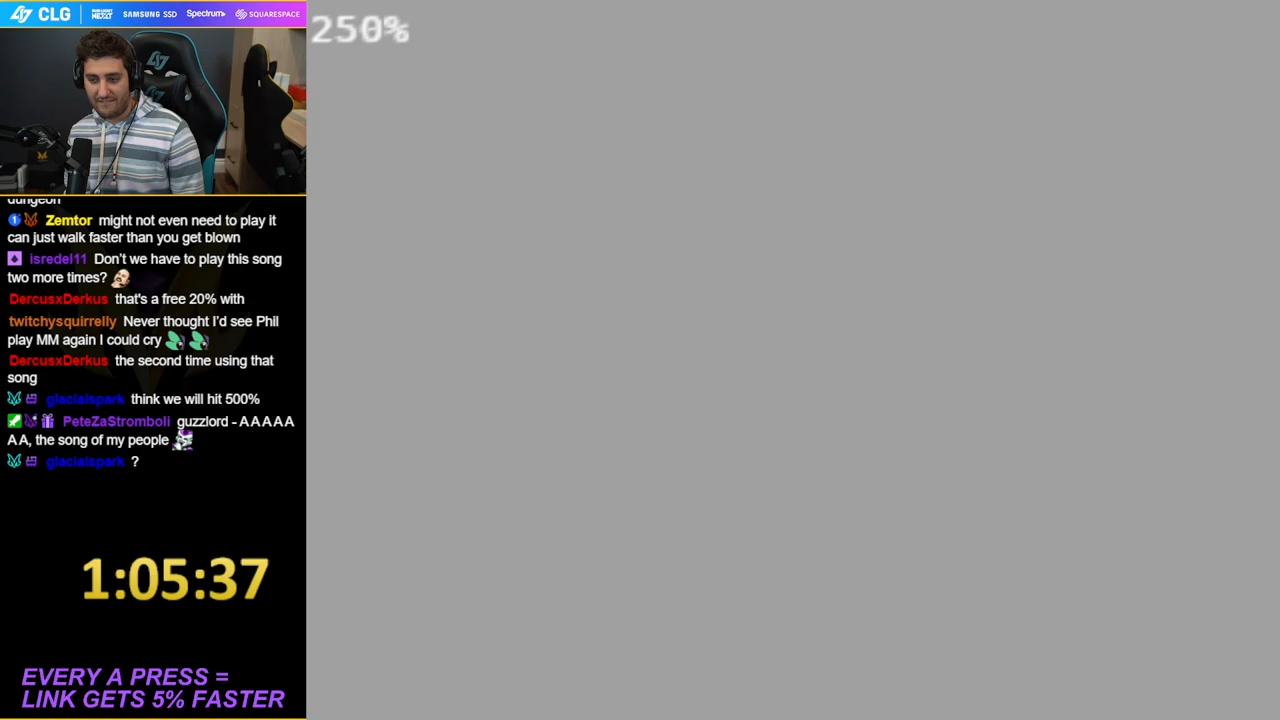 CLG
SAMSUNG SSD
Spectrum
SQUARESPACE
250%
dungeon
Zemtor might not even need to play it
can just walk faster than you get blown
isredel11 Don't we have to play this song
two more times?
DercusxDerkus that's a free 20% with
twitchysquirrelly Never thought I'd see Phil
play MM again I could cry
DercusxDerkus the second time using that
song
glacialspark think we will hit 500%
PeteZaStromboli guzzlord - A A A A A
A A, the song of my people
glacialspark ?
1:05:37
EVERY A PRESS =
LINK GETS 5% FASTER